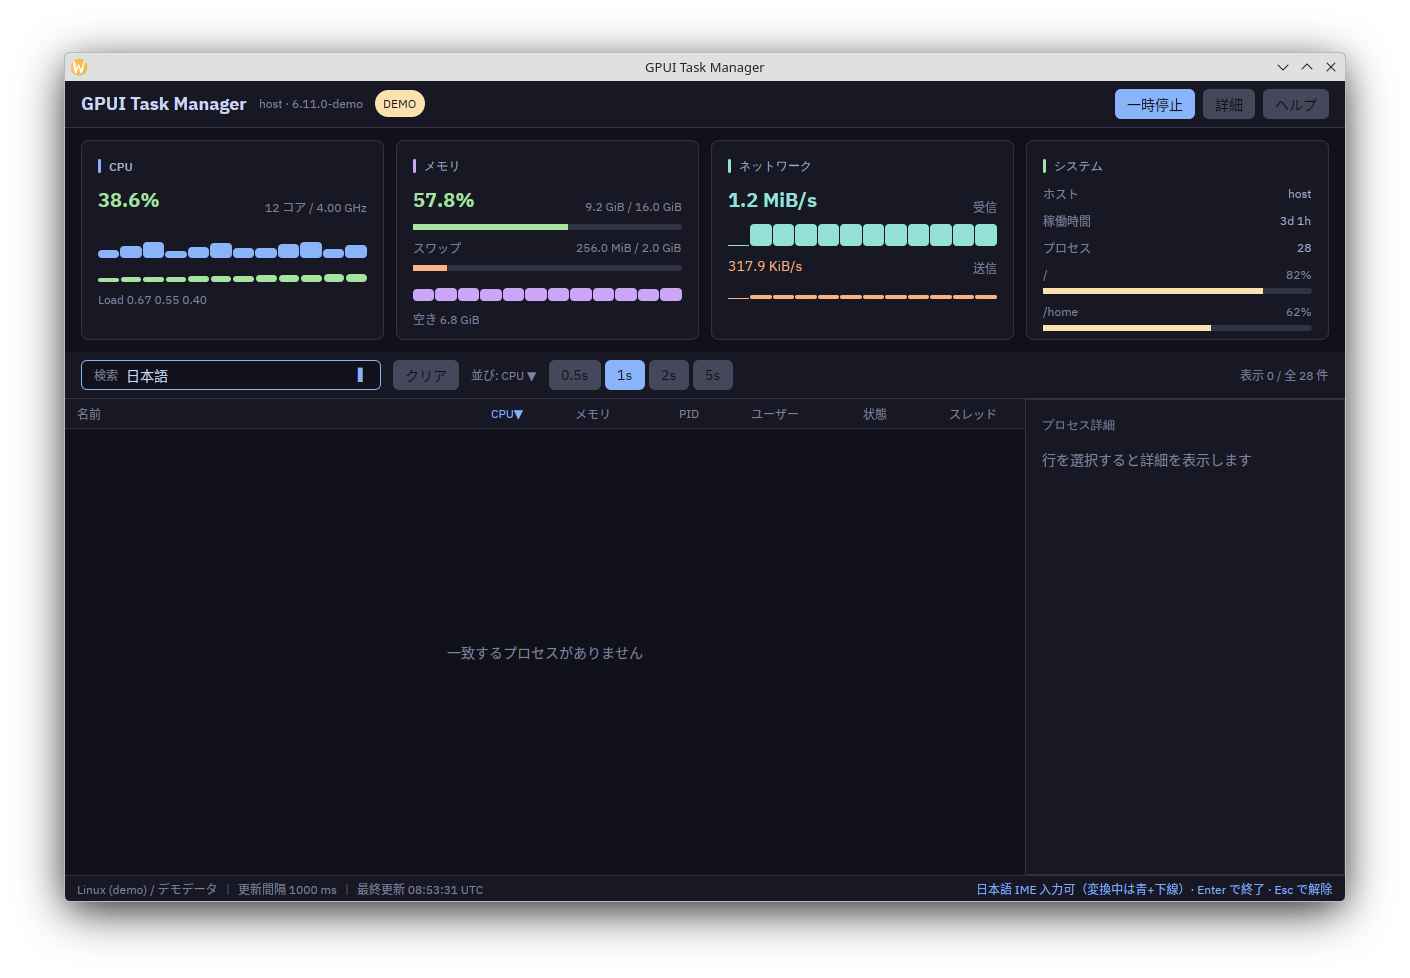 GPUI Task Manager
GPUI Task Manager host · 6.11.0-demo DEMO 一時停止 詳細 ヘルプ
CPU
38.6% 12 コア / 4.00 GHz
Load 0.67 0.55 0.40
メモリ
57.8% 9.2 GiB / 16.0 GiB
スワップ 256.0 MiB / 2.0 GiB
空き 6.8 GiB
ネットワーク
1.2 MiB/s 受信
317.9 KiB/s 送信
システム
ホスト host
稼働時間 3d 1h
プロセス 28
/ 82%
/home 62%
検索 日本語 クリア 並び: CPU ▼ 0.5s 1s 2s 5s 表示 0 / 全 28 件
名前 CPU▼ メモリ PID ユーザー 状態 スレッド
一致するプロセスがありません
プロセス詳細
行を選択すると詳細を表示します
Linux (demo) / デモデータ | 更新間隔 1000 ms | 最終更新 08:53:31 UTC 日本語 IME 入力可（変換中は青+下線）· Enter で終了 · Esc で解除